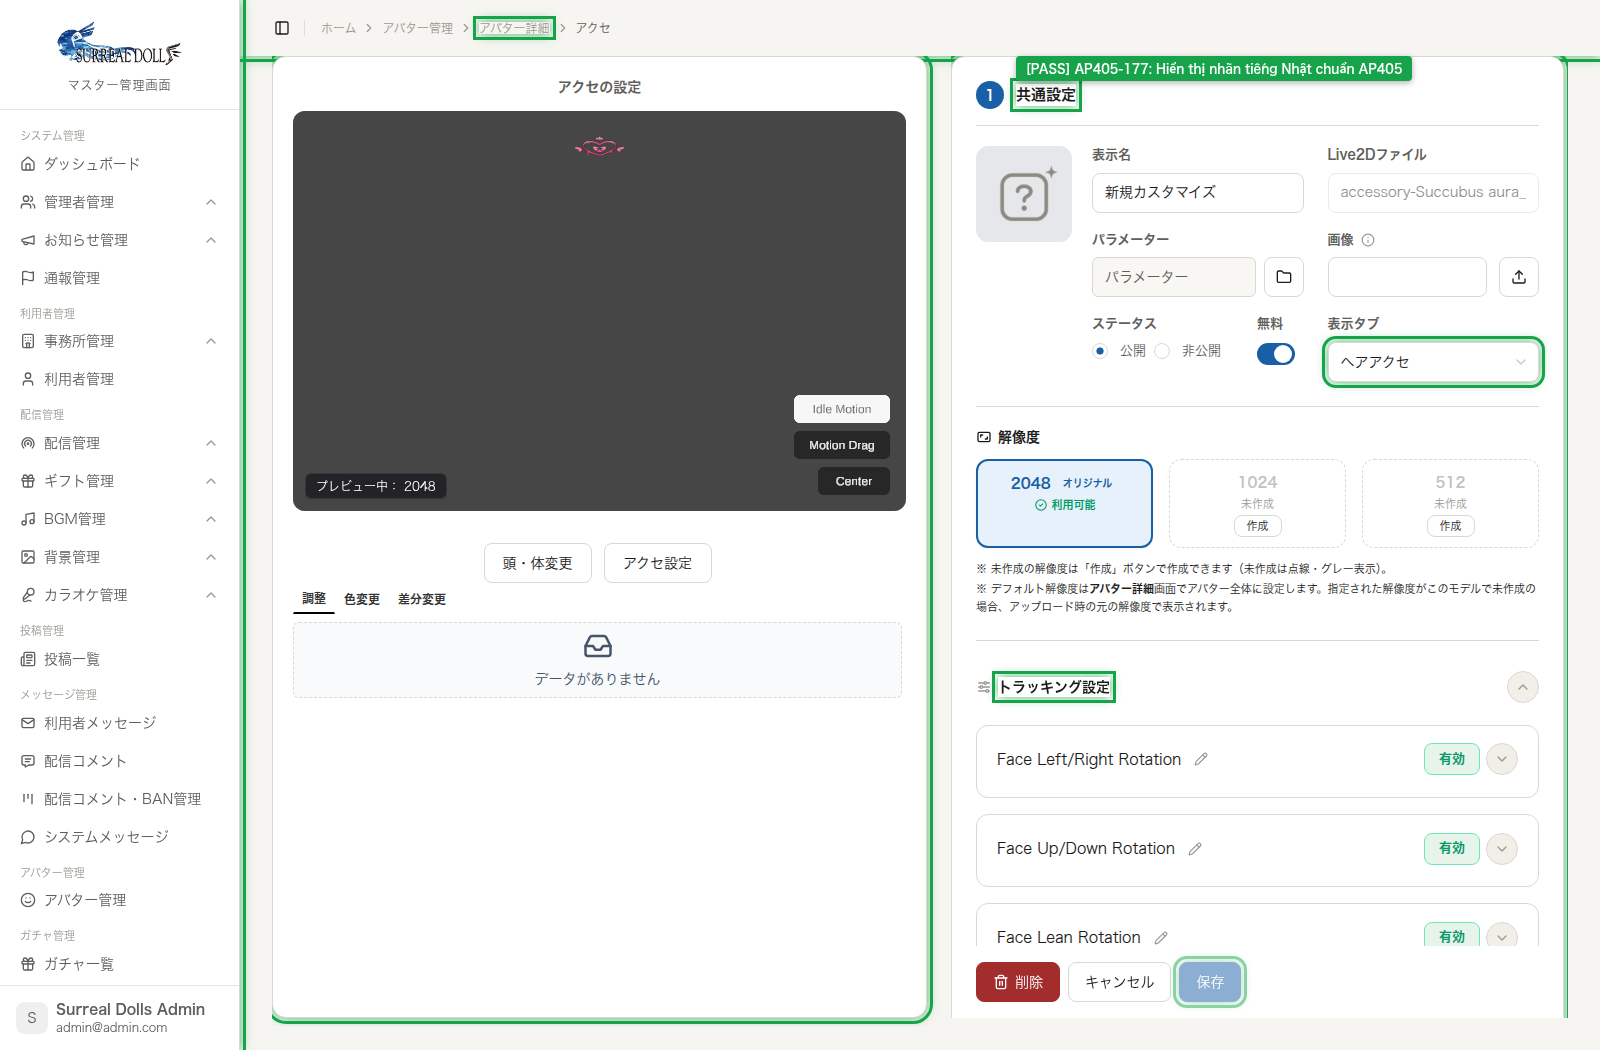 SURREAL DOLL
マスター管理画面
システム管理
ダッシュボード
管理者管理
お知らせ管理
通報管理
利用者管理
事務所管理
利用者管理
配信管理
配信管理
ギフト管理
BGM管理
背景管理
カラオケ管理
投稿管理
投稿一覧
メッセージ管理
利用者メッセージ
配信コメント
配信コメント・BAN管理
システムメッセージ
アバター管理
アバター管理
ガチャ管理
ガチャ一覧
S
Surreal Dolls Admin
admin@admin.com
ホーム > アバター管理 > アバター詳細 > アクセ
アクセの設定
Idle Motion
Motion Drag
Center
プレビュー中： 2048
頭・体変更
アクセ設定
調整 色変更 差分変更
データがありません
[PASS] AP405-177: Hiển thị nhãn tiếng Nhật chuẩn AP405
1 共通設定
表示名
新規カスタマイズ
Live2Dファイル
accessory-Succubus aura_
パラメーター
パラメーター
画像
ステータス
公開 非公開
無料
表示タブ
ヘアアクセ
解像度
2048 オリジナル
利用可能
1024
未作成
作成
512
未作成
作成
※ 未作成の解像度は「作成」ボタンで作成できます（未作成は点線・グレー表示）。
※ デフォルト解像度はアバター詳細画面でアバター全体に設定します。指定された解像度がこのモデルで未作成の
場合、アップロード時の元の解像度で表示されます。
トラッキング設定
Face Left/Right Rotation
有効
Face Up/Down Rotation
有効
Face Lean Rotation
有効
削除
キャンセル
保存